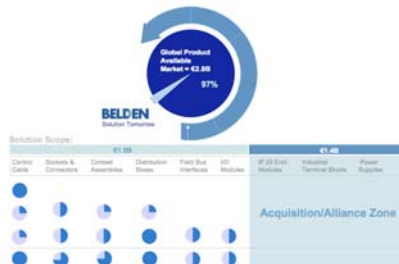 Global Product
Available
Market = €2.9B
97%
BELDEN
Solution Tomorrow
Solution Scope:
€1.5B
€1.4B
Control
Cable
Sockets &
Connectors
Cordset
Assemblies
Distribution
Boxes
Field Bus
Interfaces
I/O
Modules
IP 20 Encl.
Modules
Industrial
Terminal Blocks
Power
Supplies
Acquisition/Alliance Zone